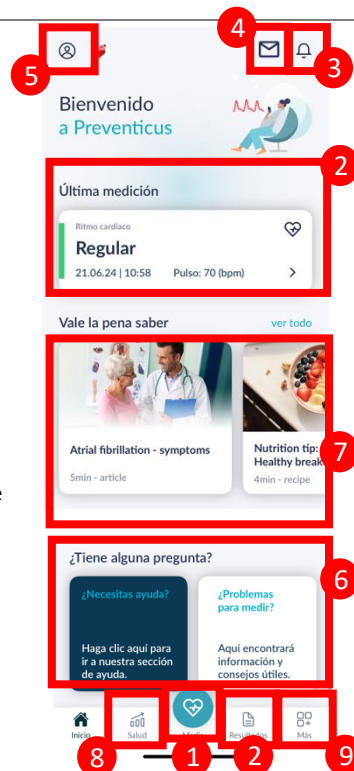 4
5
3
Bienvenido
a Preventicus
2
Última medición
Ritmo cardíaco
Regular
21.06.24 | 10:58 Pulso: 70 (bpm)
Vale la pena saber ver todo
7
Atrial fibrillation - symptoms
5min - article
Nutrition tip:
Healthy break
4min - recipe
e
¿Tiene alguna pregunta?
6
¿Necesitas ayuda?
Haga clic aquí para
ir a nuestra sección
de ayuda.
¿Problemas
para medir?
Aquí encontrará
información y
consejos útiles.
Inicio Salud Resultados Más
8 1 2 9